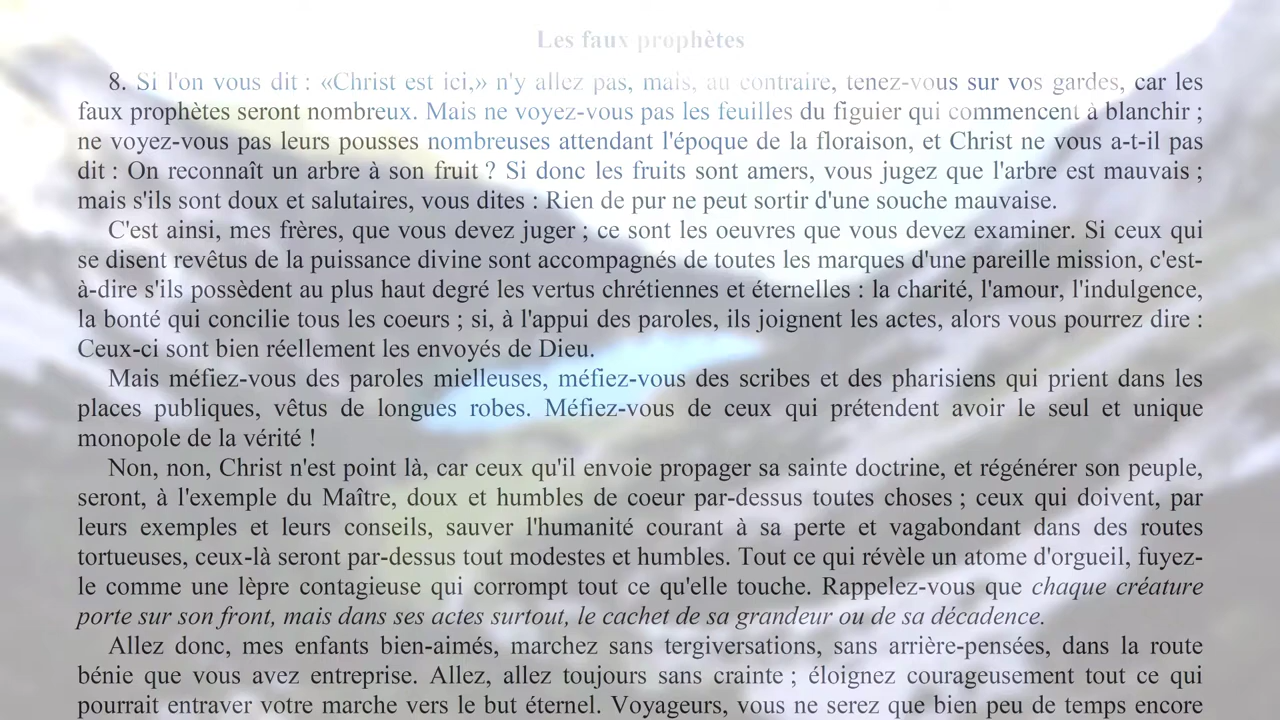 Les faux prophètes
8. Si l'on vous dit : «Christ est ici,» n'y allez pas, mais, au contraire, tenez-vous sur vos gardes, car les
faux prophètes seront nombreux. Mais ne voyez-vous pas les feuilles du figuier qui commencent à blanchir ;
ne voyez-vous pas leurs pousses nombreuses attendant l'époque de la floraison, et Christ ne vous a-t-il pas
dit : On reconnaît un arbre à son fruit ? Si donc les fruits sont amers, vous jugez que l'arbre est mauvais ;
mais s'ils sont doux et salutaires, vous dites : Rien de pur ne peut sortir d'une souche mauvaise.
C'est ainsi, mes frères, que vous devez juger ; ce sont les oeuvres que vous devez examiner. Si ceux qui
se disent revêtus de la puissance divine sont accompagnés de toutes les marques d'une pareille mission, c'est-
à-dire s'ils possèdent au plus haut degré les vertus chrétiennes et éternelles : la charité, l'amour, l'indulgence,
la bonté qui concilie tous les coeurs ; si, à l'appui des paroles, ils joignent les actes, alors vous pourrez dire :
Ceux-ci sont bien réellement les envoyés de Dieu.
Mais méfiez-vous des paroles mielleuses, méfiez-vous des scribes et des pharisiens qui prient dans les
places publiques, vêtus de longues robes. Méfiez-vous de ceux qui prétendent avoir le seul et unique
monopole de la vérité !
Non, non, Christ n'est point là, car ceux qu'il envoie propager sa sainte doctrine, et régénérer son peuple,
seront, à l'exemple du Maître, doux et humbles de coeur par-dessus toutes choses ; ceux qui doivent, par
leurs exemples et leurs conseils, sauver l'humanité courant à sa perte et vagabondant dans des routes
tortueuses, ceux-là seront par-dessus tout modestes et humbles. Tout ce qui révèle un atome d'orgueil, fuyez-
le comme une lèpre contagieuse qui corrompt tout ce qu'elle touche. Rappelez-vous que chaque créature
porte sur son front, mais dans ses actes surtout, le cachet de sa grandeur ou de sa décadence.
Allez donc, mes enfants bien-aimés, marchez sans tergiversations, sans arrière-pensées, dans la route
bénie que vous avez entreprise. Allez, allez toujours sans crainte ; éloignez courageusement tout ce qui
pourrait entraver votre marche vers le but éternel. Voyageurs, vous ne serez que bien peu de temps encore